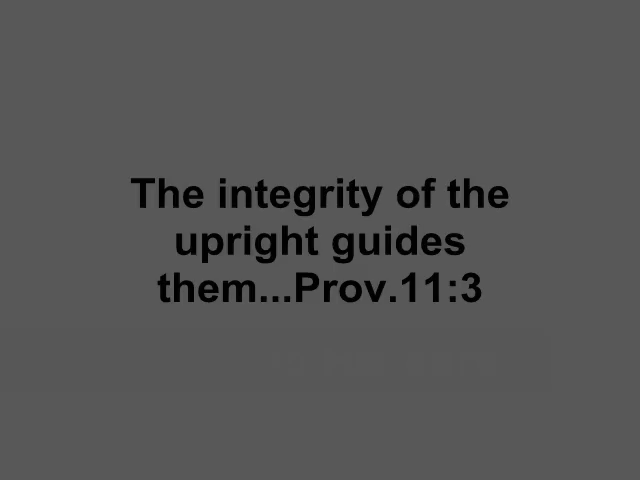 The integrity of the
upright guides
them...Prov.11:3